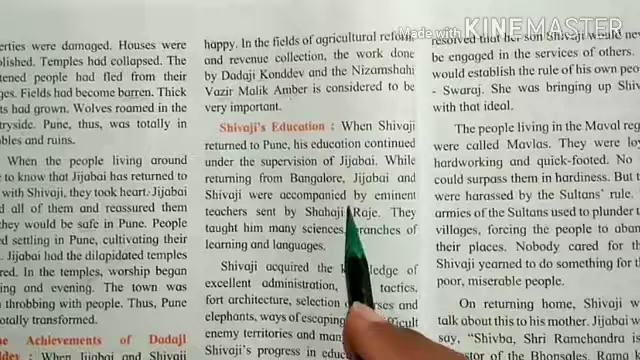 Made with KINEMASTER
erties were damaged. Houses were
olished. Temples had collapsed. The
tened people had fled from their
ges. Fields had become barren. Thick
ts had grown. Wolves roamed in the
tryside. Pune, thus, was totally in
bles and ruins.
When the people living around
to know that Jijabai has returned to
with Shivaji, they took heart. Jijabai
d all of them and reassured them
they would be safe in Pune. People
ed settling in Pune, cultivating their
. Jijabai had the dilapidated temples
red. In the temples, worship began
ing and evening. The town was
throbbing with people. Thus, Pune
otally transformed.
e Achievements of Dadaji
ddev : When Jijabai and Shivaji
happy. In the fields of agricultural reform
and revenue collection, the work done
by Dadaji Konddev and the Nizamshahi
Vazir Malik Amber is considered to be
very important.
Shivaji's Education : When Shivaji
returned to Pune, his education continued
under the supervision of Jijabai. While
returning from Bangalore, Jijabai and
Shivaji were accompanied by eminent
teachers sent by Shahaji Raje. They
taught him many sciences, branches of
learning and languages.
Shivaji acquired the
excellent administration, tactics,
fort architecture, selection
elephants, ways of escaping
enemy territories and
Shivaji's progress in
resolved that her son Shivaji would
be engaged in the services of others.
would establish the rule of his own
- Swaraj. She was bringing up Shiv
with that ideal.
The people living in the Maval reg
were called Mavlas. They were lo
hardworking and quick-footed. No
could surpass them in hardiness. But t
were harassed by the Sultans' rule.
armies of the Sultans used to plunder t
villages, forcing the people to aban
their places. Nobody cared for th
Shivaji yearned to do something for t
poor, miserable people.
On returning home, Shivaji w
talk about this to his mother. Jijabai w
say, "Shivba, Shri Ramchandra is
stor of the Bhonsales.